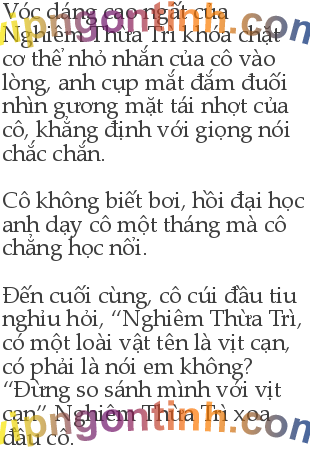 Vóc dáng cao ngất của
Nghiêm Thừa Trì khóa chặt
cơ thể nhỏ nhắn của cô vào
lòng, anh cụp mắt đắm đuối
nhìn gương mặt tái nhợt của
cô, khẳng định với giọng nói
chắc chắn.
Cô không biết bơi, hồi đại học
anh dạy cô một tháng mà cô
chẳng học nổi.
Đến cuối cùng, cô cúi đầu tiu
nghỉu hỏi, “Nghiêm Thừa Trì,
có một loài vật tên là vịt cạn,
có phải là nói em không?
“Đừng so sánh mình với vịt
cạn” Nghiêm Thừa Trì xoa
đầu cô.
vipngontinh.com
vipngontinh.com